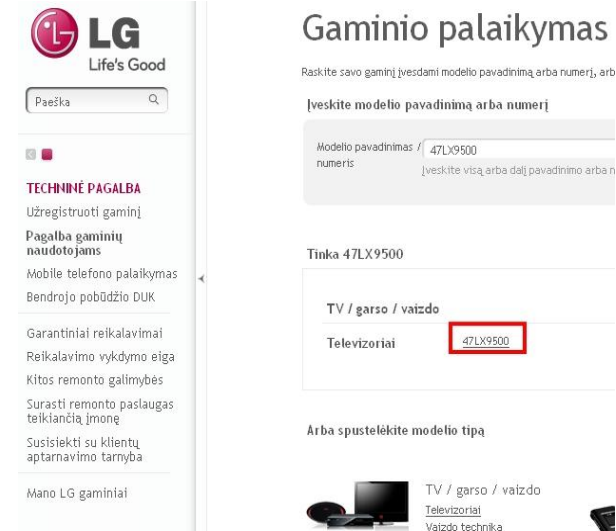 LG
Life's Good
Paeška
TECHNINĖ PAGALBA
Užregistruoti gaminį
Pagalba gaminių
naudotojams
Mobile telefono palaikymas
Bendrojo pobūdžio DUK
Garantiniai reikalavimai
Reikalavimo vykdymo eiga
Kitos remonto galimybės
Surasti remonto paslaugas
teikiančią įmonę
Susisiekti su klientų
aptarnavimo tarnyba
Mano LG gaminiai
Gaminio palaikymas
Raskite savo gaminį įvesdami modelio pavadinimą arba numerį, arb
Įveskite modelio pavadinimą arba numerį
Modelio pavadinimas / 47LX9500
numeris
Įveskite visą arba dalį pavadinimo arba n
Tinka 47LX9500
TV / garso / vaizdo
Televizoriai 47LX9500
Arba spustelėkite modelio tipą
TV / garso / vaizdo
Televizoriai
Vaizdo technika